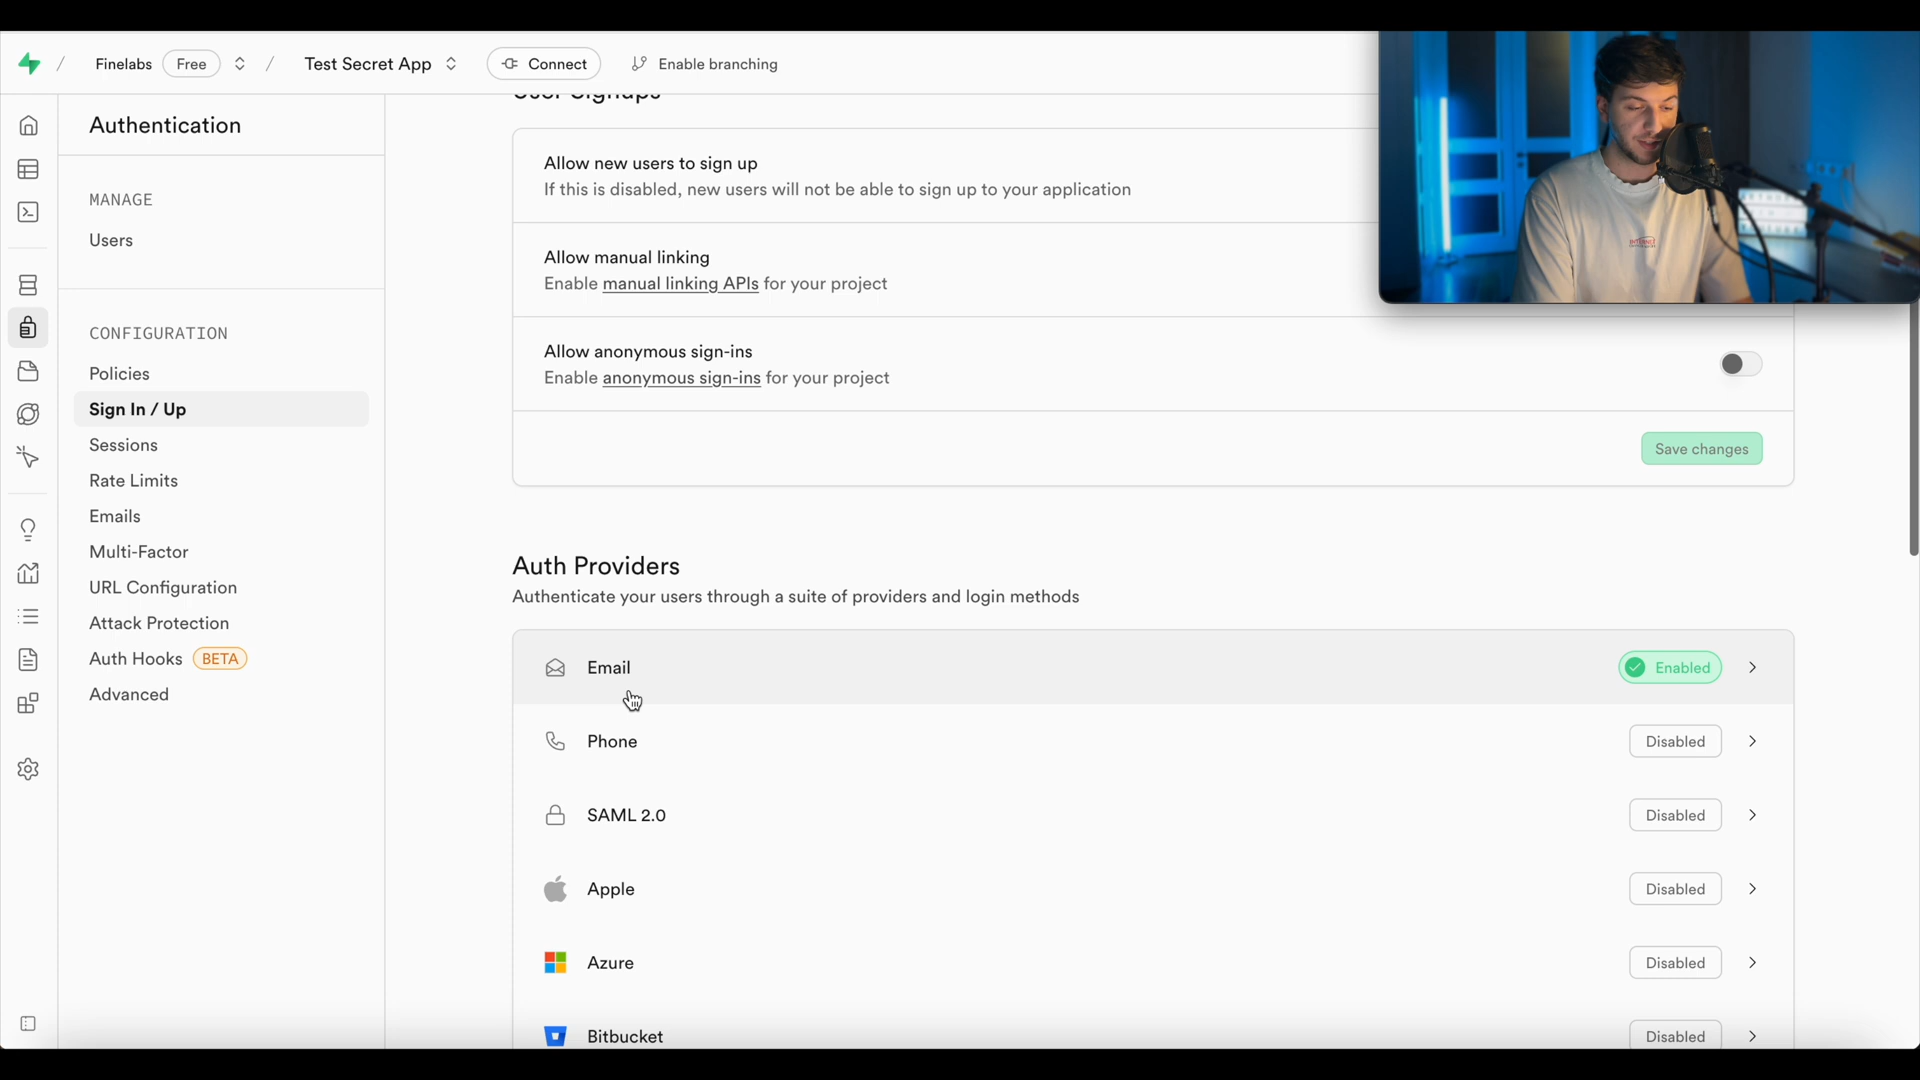 / Finelabs Free / Test Secret App Connect Enable branching
Authentication
MANAGE
Users
CONFIGURATION
Policies
Sign In / Up
Sessions
Rate Limits
Emails
Multi-Factor
URL Configuration
Attack Protection
Auth Hooks BETA
Advanced
User Signups
Allow new users to sign up
If this is disabled, new users will not be able to sign up to your application
Allow manual linking
Enable manual linking APIs for your project
Allow anonymous sign-ins
Enable anonymous sign-ins for your project
Save changes
Auth Providers
Authenticate your users through a suite of providers and login methods
Email Enabled
Phone Disabled
SAML 2.0 Disabled
Apple Disabled
Azure Disabled
Bitbucket Disabled